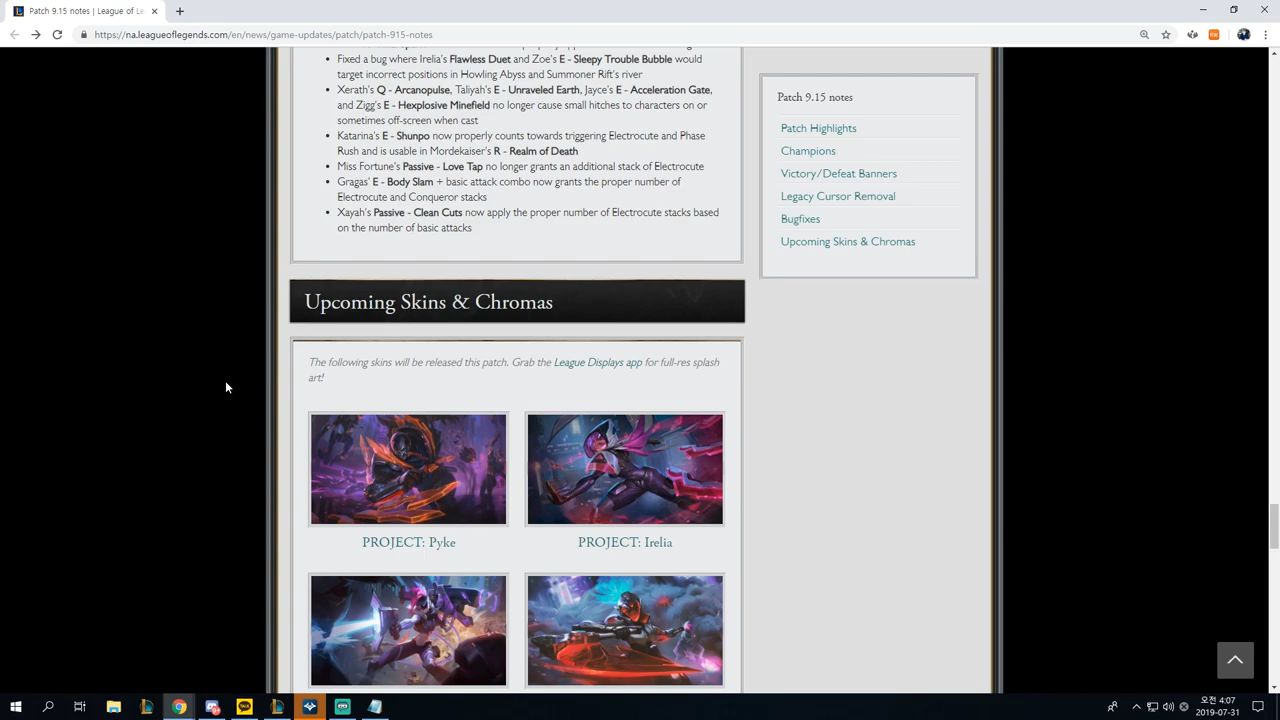 Patch 9.15 notes | League of Le
https://na.leagueoflegends.com/en/news/game-updates/patch/patch-915-notes
Fixed a bug where Irelia's Flawless Duet and Zoe's E - Sleepy Trouble Bubble would
target incorrect positions in Howling Abyss and Summoner Rift's river
Xerath's Q - Arcanopulse, Taliyah's E - Unraveled Earth, Jayce's E - Acceleration Gate,
and Zigg's E - Hexplosive Minefield no longer cause small hitches to characters on or
sometimes off-screen when cast
Katarina's E - Shunpo now properly counts towards triggering Electrocute and Phase
Rush and is usable in Mordekaiser's R - Realm of Death
Miss Fortune's Passive - Love Tap no longer grants an additional stack of Electrocute
Gragas' E - Body Slam + basic attack combo now grants the proper number of
Electrocute and Conqueror stacks
Xayah's Passive - Clean Cuts now apply the proper number of Electrocute stacks based
on the number of basic attacks
Patch 9.15 notes
Patch Highlights
Champions
Victory/Defeat Banners
Legacy Cursor Removal
Bugfixes
Upcoming Skins & Chromas
Upcoming Skins & Chromas
The following skins will be released this patch. Grab the League Displays app for full-res splash
art!
PROJECT: Pyke
PROJECT: Irelia
TALK
오전 4:07
2019-07-31